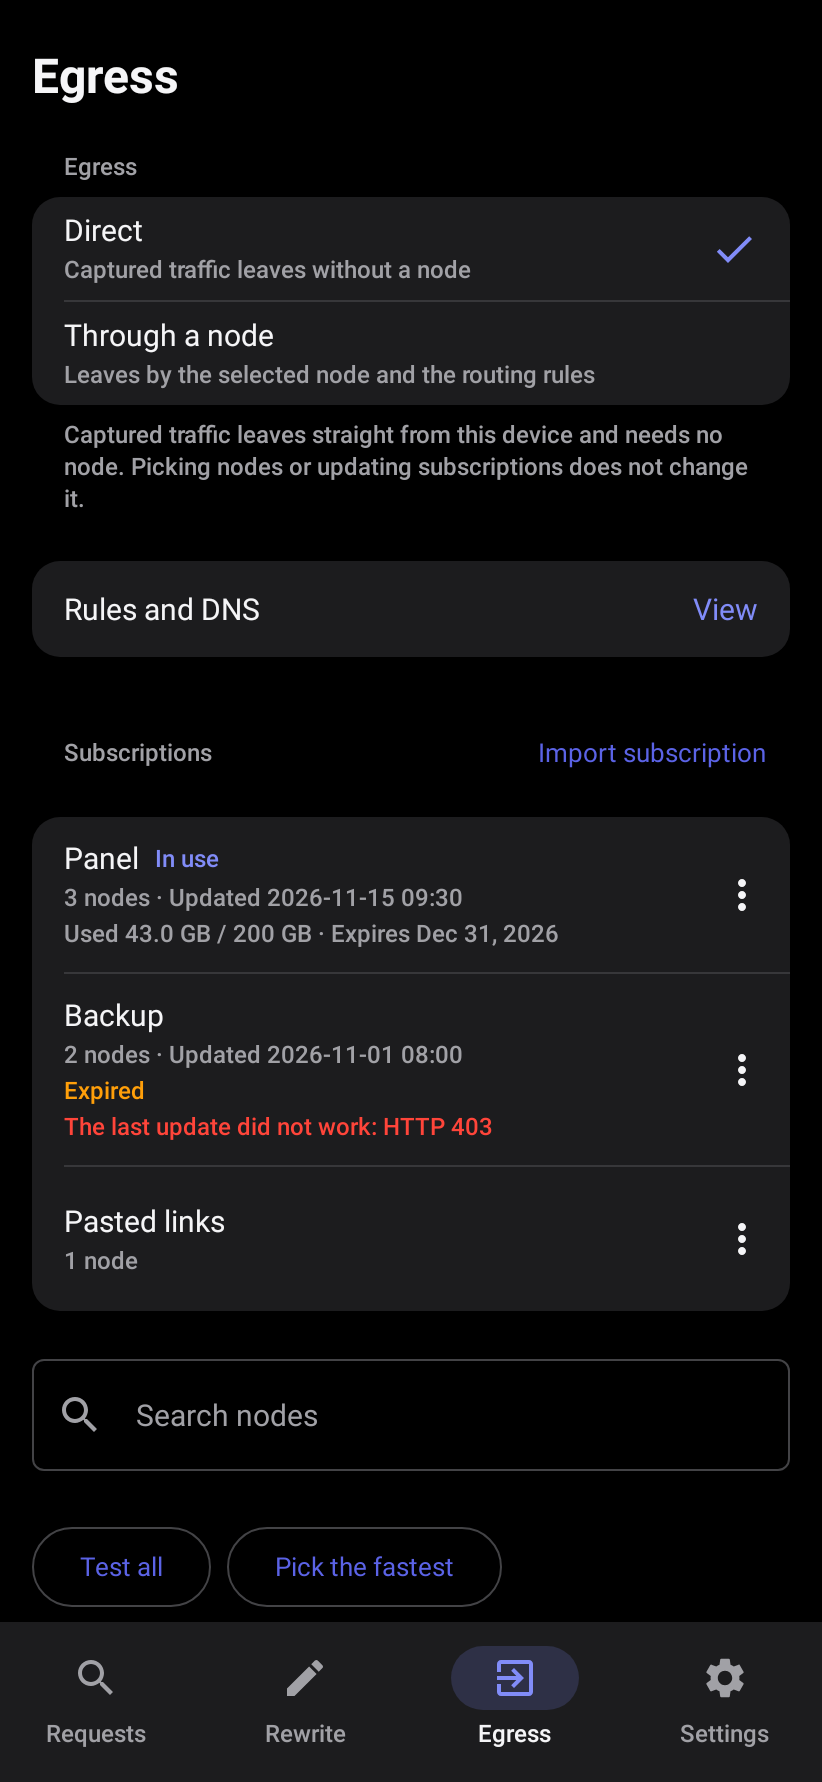 Egress
Egress
Direct
Captured traffic leaves without a node
Through a node
Leaves by the selected node and the routing rules
Captured traffic leaves straight from this device and needs no
node. Picking nodes or updating subscriptions does not change
it.
Rules and DNS View
Subscriptions Import subscription
Panel In use
3 nodes · Updated 2026-11-15 09:30
Used 43.0 GB / 200 GB · Expires Dec 31, 2026
Backup
2 nodes · Updated 2026-11-01 08:00
Expired
The last update did not work: HTTP 403
Pasted links
1 node
Search nodes
Test all Pick the fastest
Requests Rewrite Egress Settings